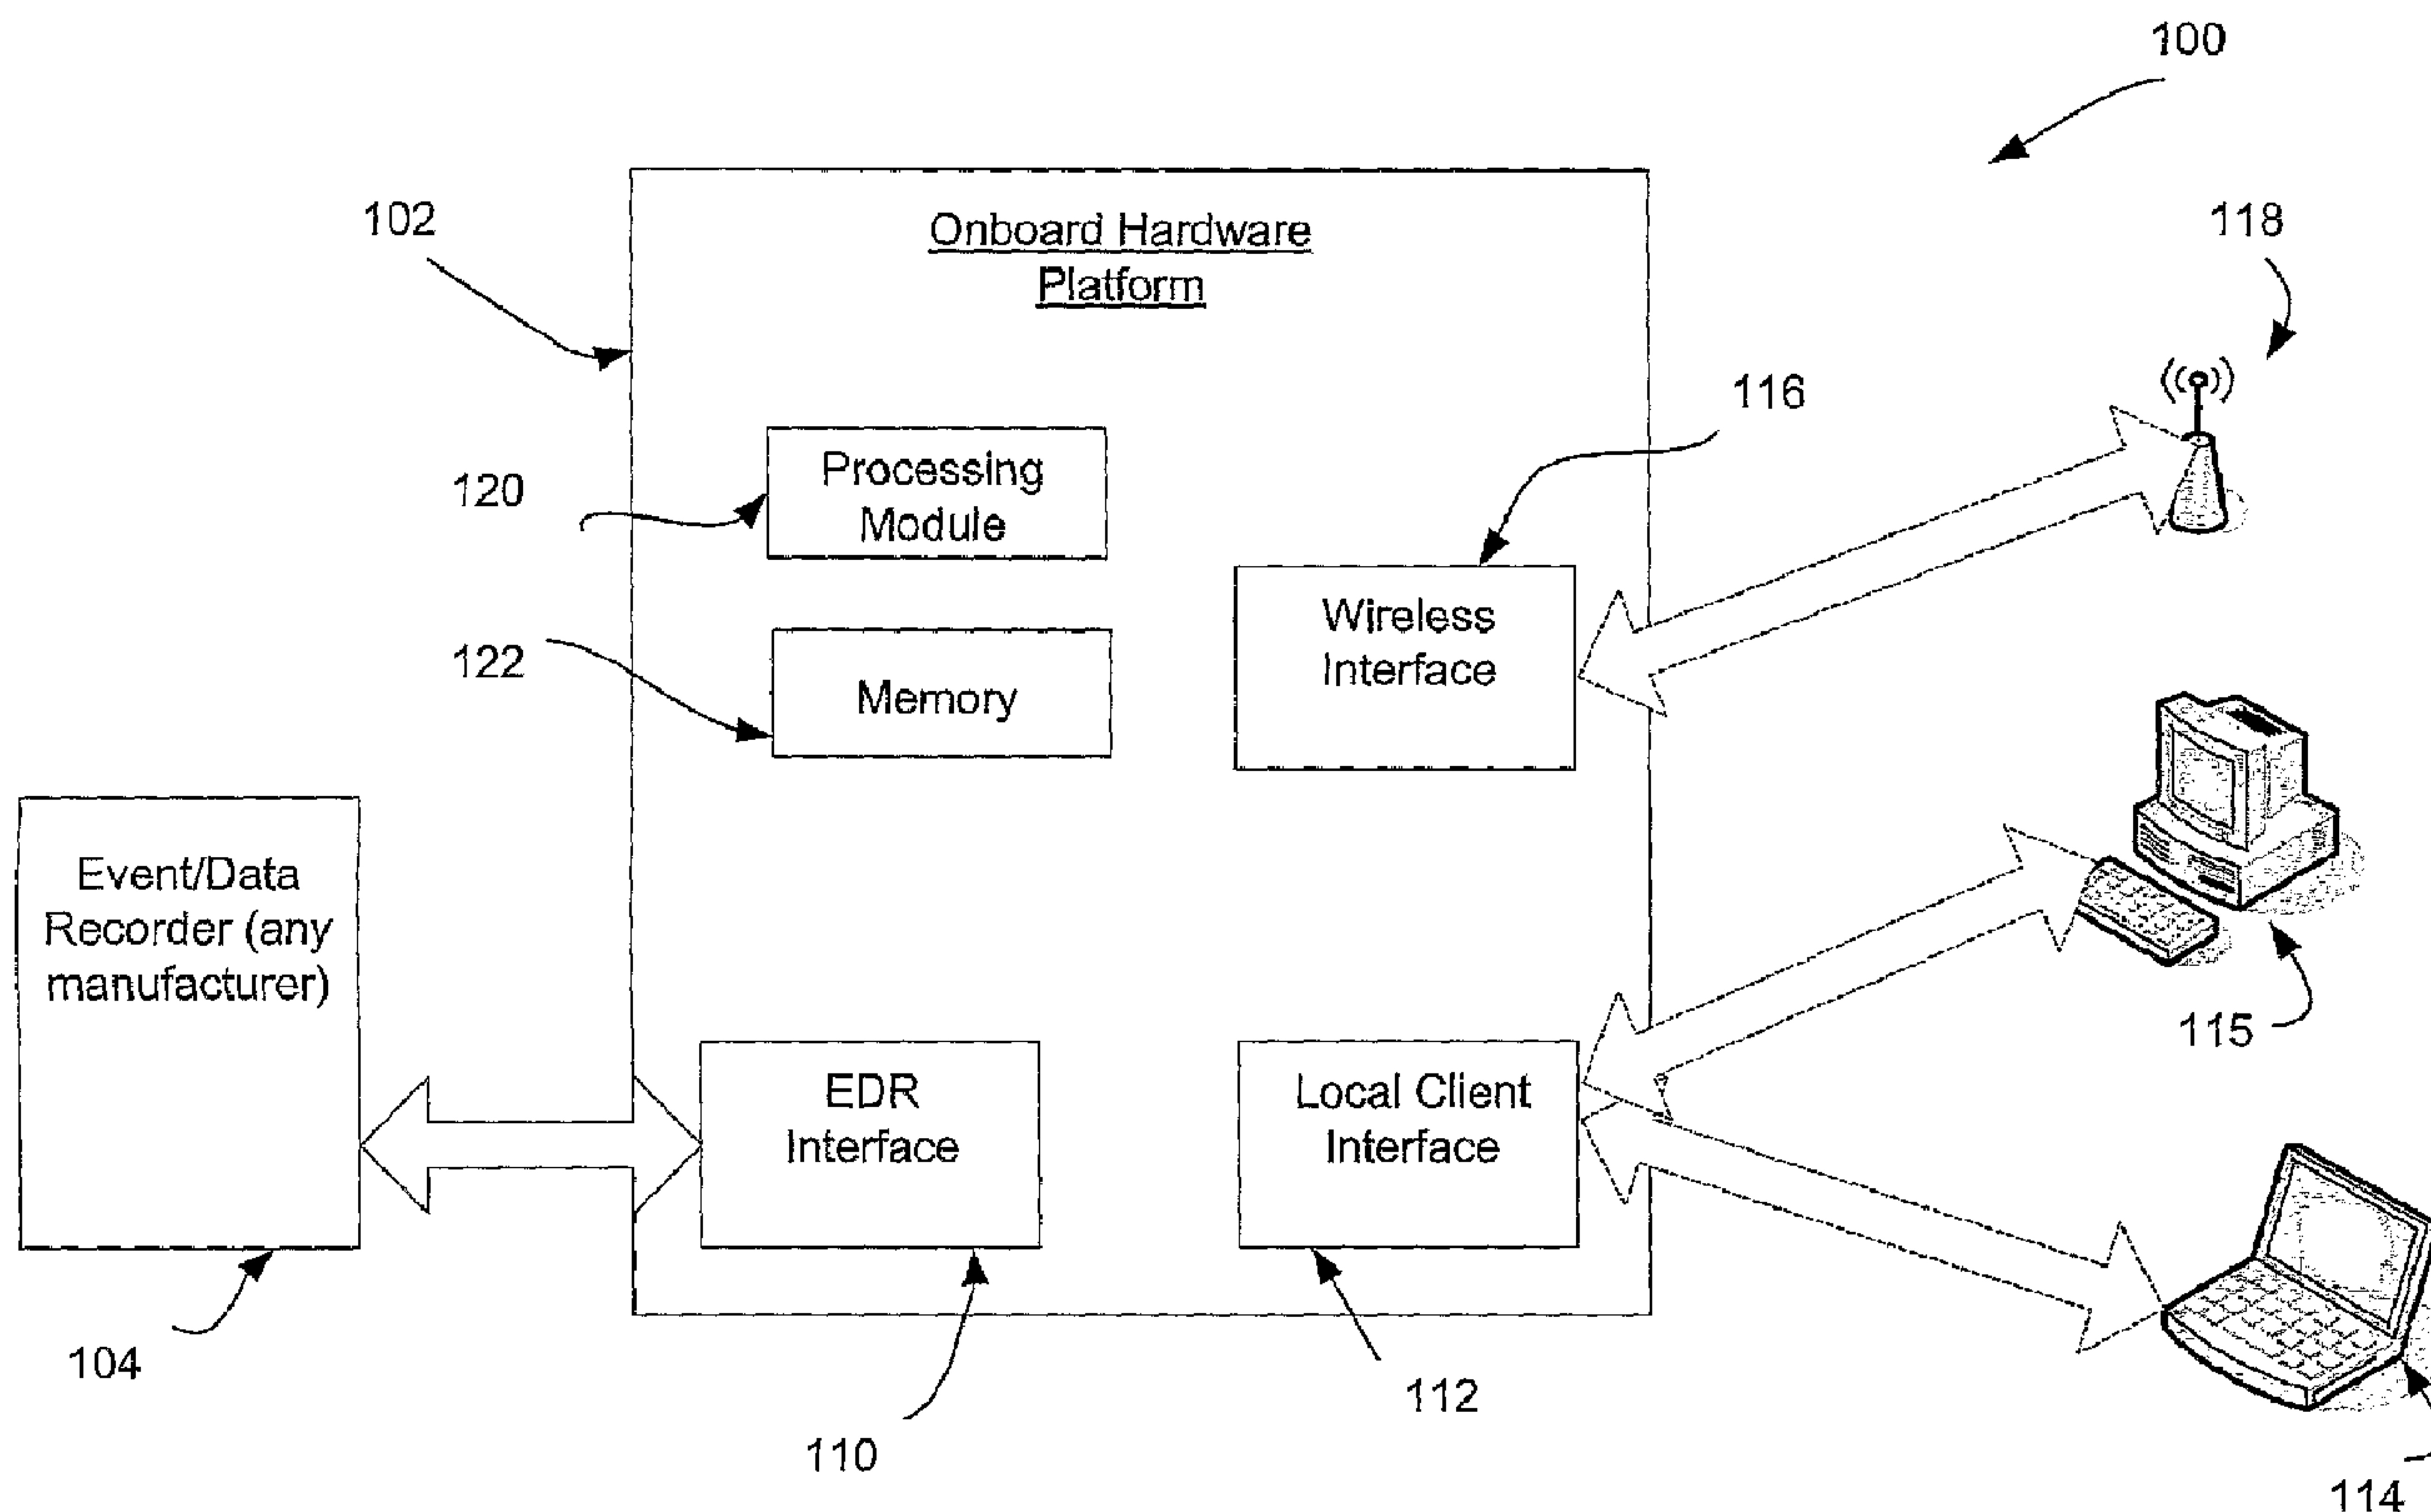 100
102
Onboard Hardware
Platform
118
116
Processing
Module
120
Wireless
Interface
122
Memory
Event/Data
Recorder (any
manufacturer)
115
EDR
Interface
Local Client
Interface
104
112
110
114